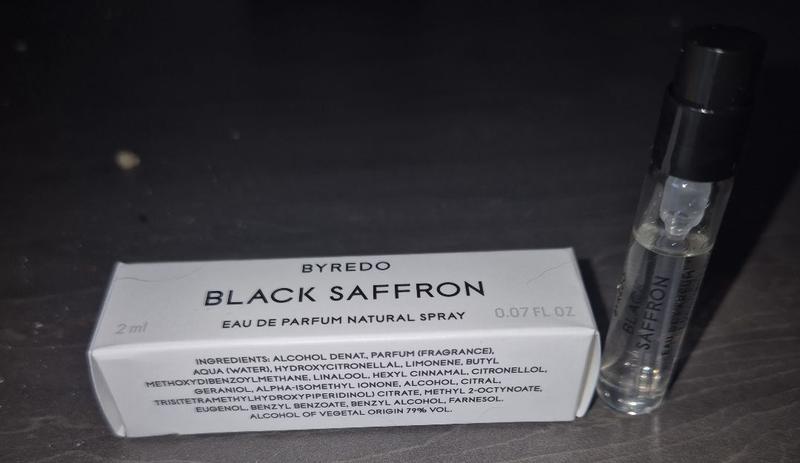 BYREDO
BLACK SAFFRON
EAU DE PARFUM NATURAL SPRAY
2 ml
0.07 FL OZ
INGREDIENTS: ALCOHOL DENAT., PARFUM (FRAGRANCE),
AQUA (WATER), HYDROXYCITRONELLAL, LIMONENE, BUTYL
METHOXYDIBENZOYLMETHANE, LINALOOL, HEXYL CINNAMAL, CITRONELLOL,
GERANIOL, ALPHA-ISOMETHYL IONONE, ALCOHOL, CITRAL,
TRIS(TETRAMETHYLHYDROXYPIPERIDINOL) CITRATE, METHYL 2-OCTYNOATE,
EUGENOL, BENZYL BENZOATE, BENZYL ALCOHOL, FARNESOL.
ALCOHOL OF VEGETAL ORIGIN 79% VOL.
BLACK
SAFFRON